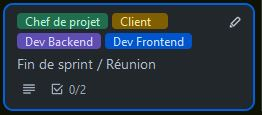 Chef de projet Client
Dev Backend Dev Frontend
Fin de sprint / Réunion
0/2